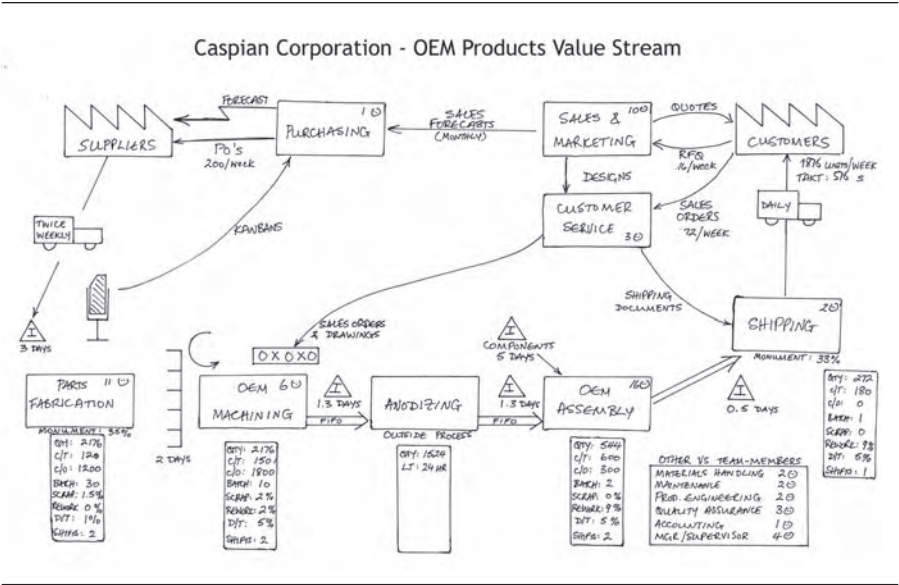 Caspian Corporation - OEM Products Value Stream
SUPPLIERS
FORECAST
PO'S
200/WEEK
1
PURCHASING
SALES
FORECASTS
(MONTHLY)
10
SALES &
MARKETING
QUOTES
RFQ
16/WEEK
CUSTOMERS
1876 UNITS/WEEK
TAKT: 516 S
DESIGNS
CUSTOMER
SERVICE
3
SALES
ORDERS
72/WEEK
DAILY
TWICE
WEEKLY
KANBANS
I
3 DAYS
SALES ORDERS
& DRAWINGS
OXOXO
SHIPPING
DOCUMENTS
2
SHIPPING
MONUMENT: 33%
QTY: 272
C/T: 180
C/O: 0
BATCH: 1
SCRAP: 0
REWORK: 9%
D/T: 5%
SHIFTS: 1
PARTS 11
FABRICATION
MONUMENT: 35%
QTY: 2176
C/T: 120
C/O: 1200
BATCH: 30
SCRAP: 1.5%
REWORK 0%
D/T: 1%
SHIFTS: 2
2 DAYS
OEM 6
MACHINING
QTY: 2176
C/T: 150
C/O: 1800
BATCH: 10
SCRAP: 2%
REWORK: 2%
D/T: 5%
SHIFTS: 2
I
1.3 DAYS
FIFO
ANODIZING
OUTSIDE PROCESS
QTY: 1524
LT: 24HR
I
1.3 DAYS
FIFO
I
COMPONENTS
5 DAYS
16
OEM
ASSEMBLY
QTY: 544
C/T: 600
C/O: 300
BATCH: 2
SCRAP: 0%
REWORK: 9%
D/T: 5%
SHIFTS: 2
I
0.5 DAYS
OTHER VS TEAM-MEMBERS
MATERIALS HANDLING 2
MAINTENANCE 2
PROD. ENGINEERING 2
QUALITY ASSURANCE 3
ACCOUNTING 1
MGR/SUPERVISOR 4